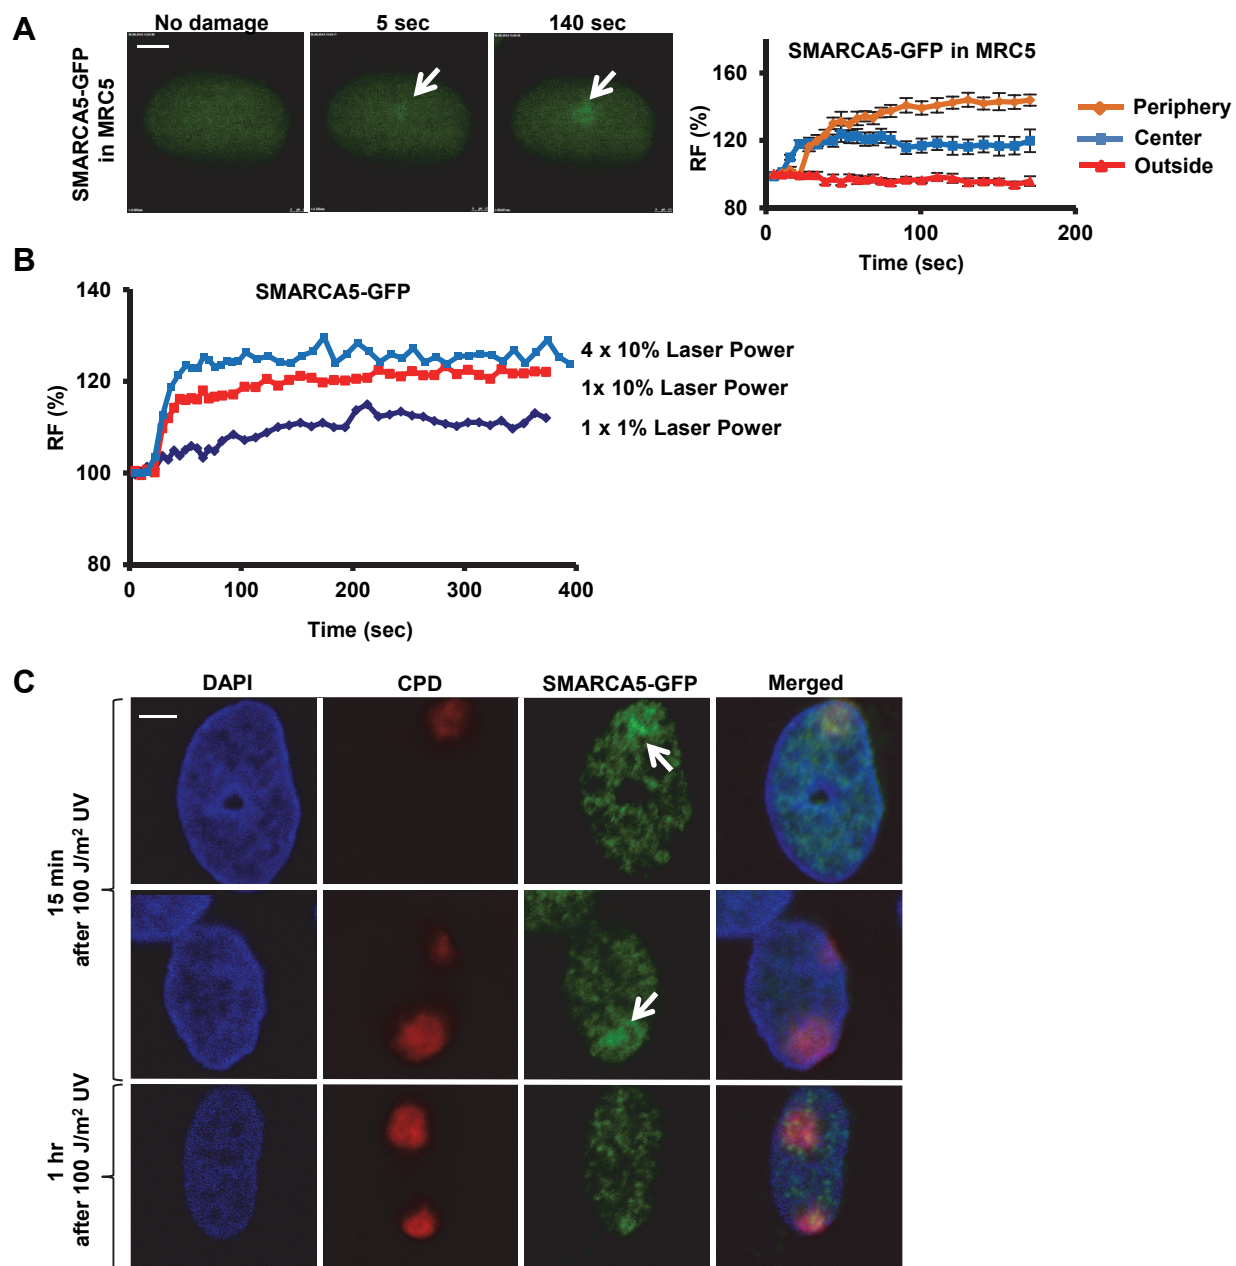 A
No damage
5 sec
140 sec
SMARCA5-GFP
in MRC5
SMARCA5-GFP in MRC5
160
120
80
RF (%)
0
100
200
Time (sec)
Periphery
Center
Outside
B
SMARCA5-GFP
140
120
100
80
RF (%)
0
100
200
300
400
Time (sec)
4 x 10% Laser Power
1x 10% Laser Power
1 x 1% Laser Power
C
DAPI
CPD
SMARCA5-GFP
Merged
15 min
after 100 J/m² UV
1 hr
after 100 J/m² UV